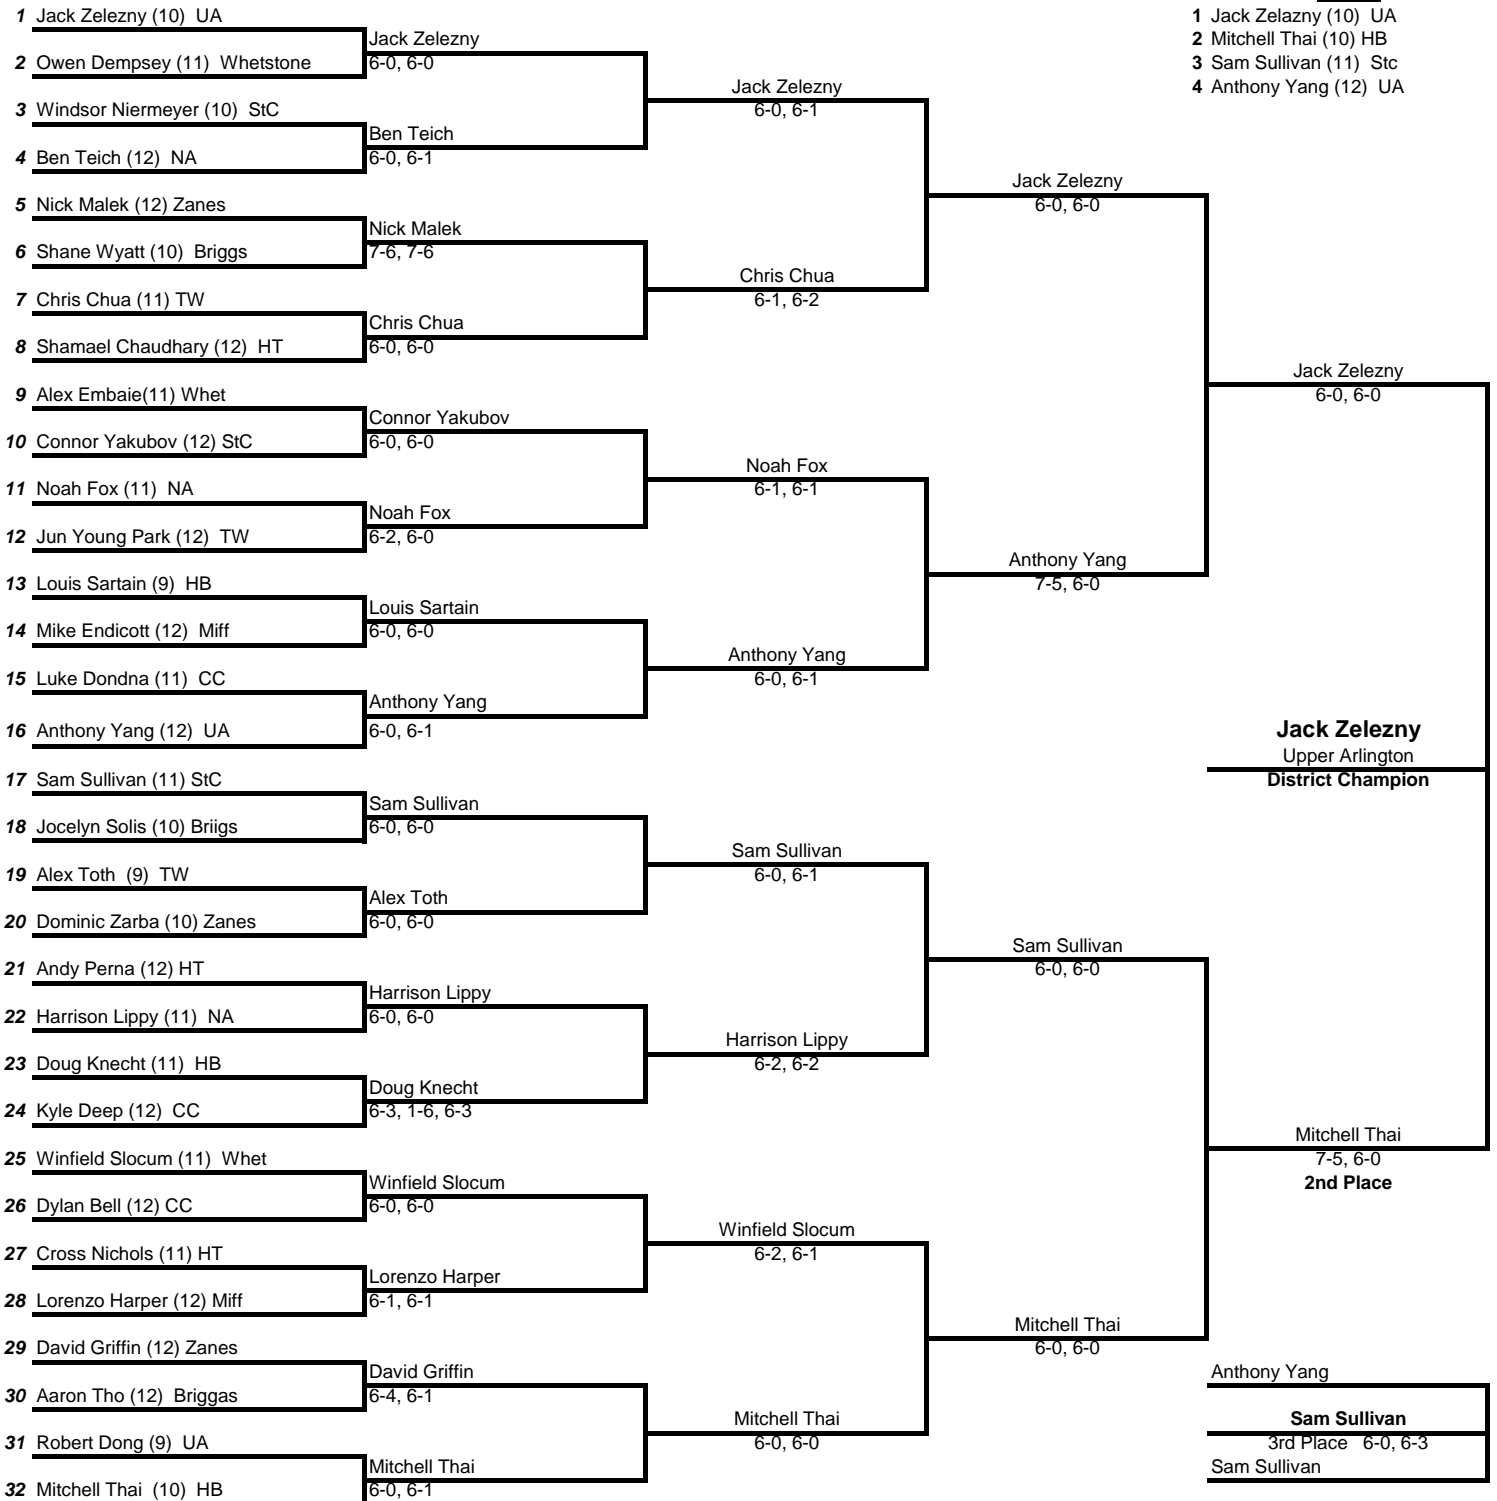 1 Jack Zelezny (10) UA
2 Owen Dempsey (11) Whetstone
3 Windsor Niermeyer (10) StC
4 Ben Teich (12) NA
5 Nick Malek (12) Zanes
6 Shane Wyatt (10) Briggs
7 Chris Chua (11) TW
8 Shamael Chaudhary (12) HT
9 Alex Embaie(11) Whet
10 Connor Yakubov (12) StC
11 Noah Fox (11) NA
12 Jun Young Park (12) TW
13 Louis Sartain (9) HB
14 Mike Endicott (12) Miff
15 Luke Dondna (11) CC
16 Anthony Yang (12) UA
17 Sam Sullivan (11) StC
18 Jocelyn Solis (10) Briigs
19 Alex Toth (9) TW
20 Dominic Zarba (10) Zanes
21 Andy Perna (12) HT
22 Harrison Lippy (11) NA
23 Doug Knecht (11) HB
24 Kyle Deep (12) CC
25 Winfield Slocum (11) Whet
26 Dylan Bell (12) CC
27 Cross Nichols (11) HT
28 Lorenzo Harper (12) Miff
29 David Griffin (12) Zanes
30 Aaron Tho (12) Briggas
31 Robert Dong (9) UA
32 Mitchell Thai (10) HB
Jack Zelezny
6-0, 6-0
Ben Teich
6-0, 6-1
Nick Malek
7-6, 7-6
Chris Chua
6-0, 6-0
Connor Yakubov
6-0, 6-0
Noah Fox
6-2, 6-0
Louis Sartain
6-0, 6-0
Anthony Yang
6-0, 6-1
Sam Sullivan
6-0, 6-0
Alex Toth
6-0, 6-0
Harrison Lippy
6-0, 6-0
Doug Knecht
6-3, 1-6, 6-3
Winfield Slocum
6-0, 6-0
Lorenzo Harper
6-1, 6-1
David Griffin
6-4, 6-1
Mitchell Thai
6-0, 6-1
Jack Zelezny
6-0, 6-1
Chris Chua
6-1, 6-2
Noah Fox
6-1, 6-1
Anthony Yang
6-0, 6-1
Sam Sullivan
6-0, 6-1
Harrison Lippy
6-2, 6-2
Winfield Slocum
6-2, 6-1
Mitchell Thai
6-0, 6-0
Jack Zelezny
6-0, 6-0
Anthony Yang
7-5, 6-0
Sam Sullivan
6-0, 6-0
Mitchell Thai
6-0, 6-0
1 Jack Zelazny (10) UA
2 Mitchell Thai (10) HB
3 Sam Sullivan (11) Stc
4 Anthony Yang (12) UA
Jack Zelezny
6-0, 6-0
Jack Zelezny
Upper Arlington
District Champion
Mitchell Thai
7-5, 6-0
2nd Place
Anthony Yang
Sam Sullivan
3rd Place 6-0, 6-3
Sam Sullivan